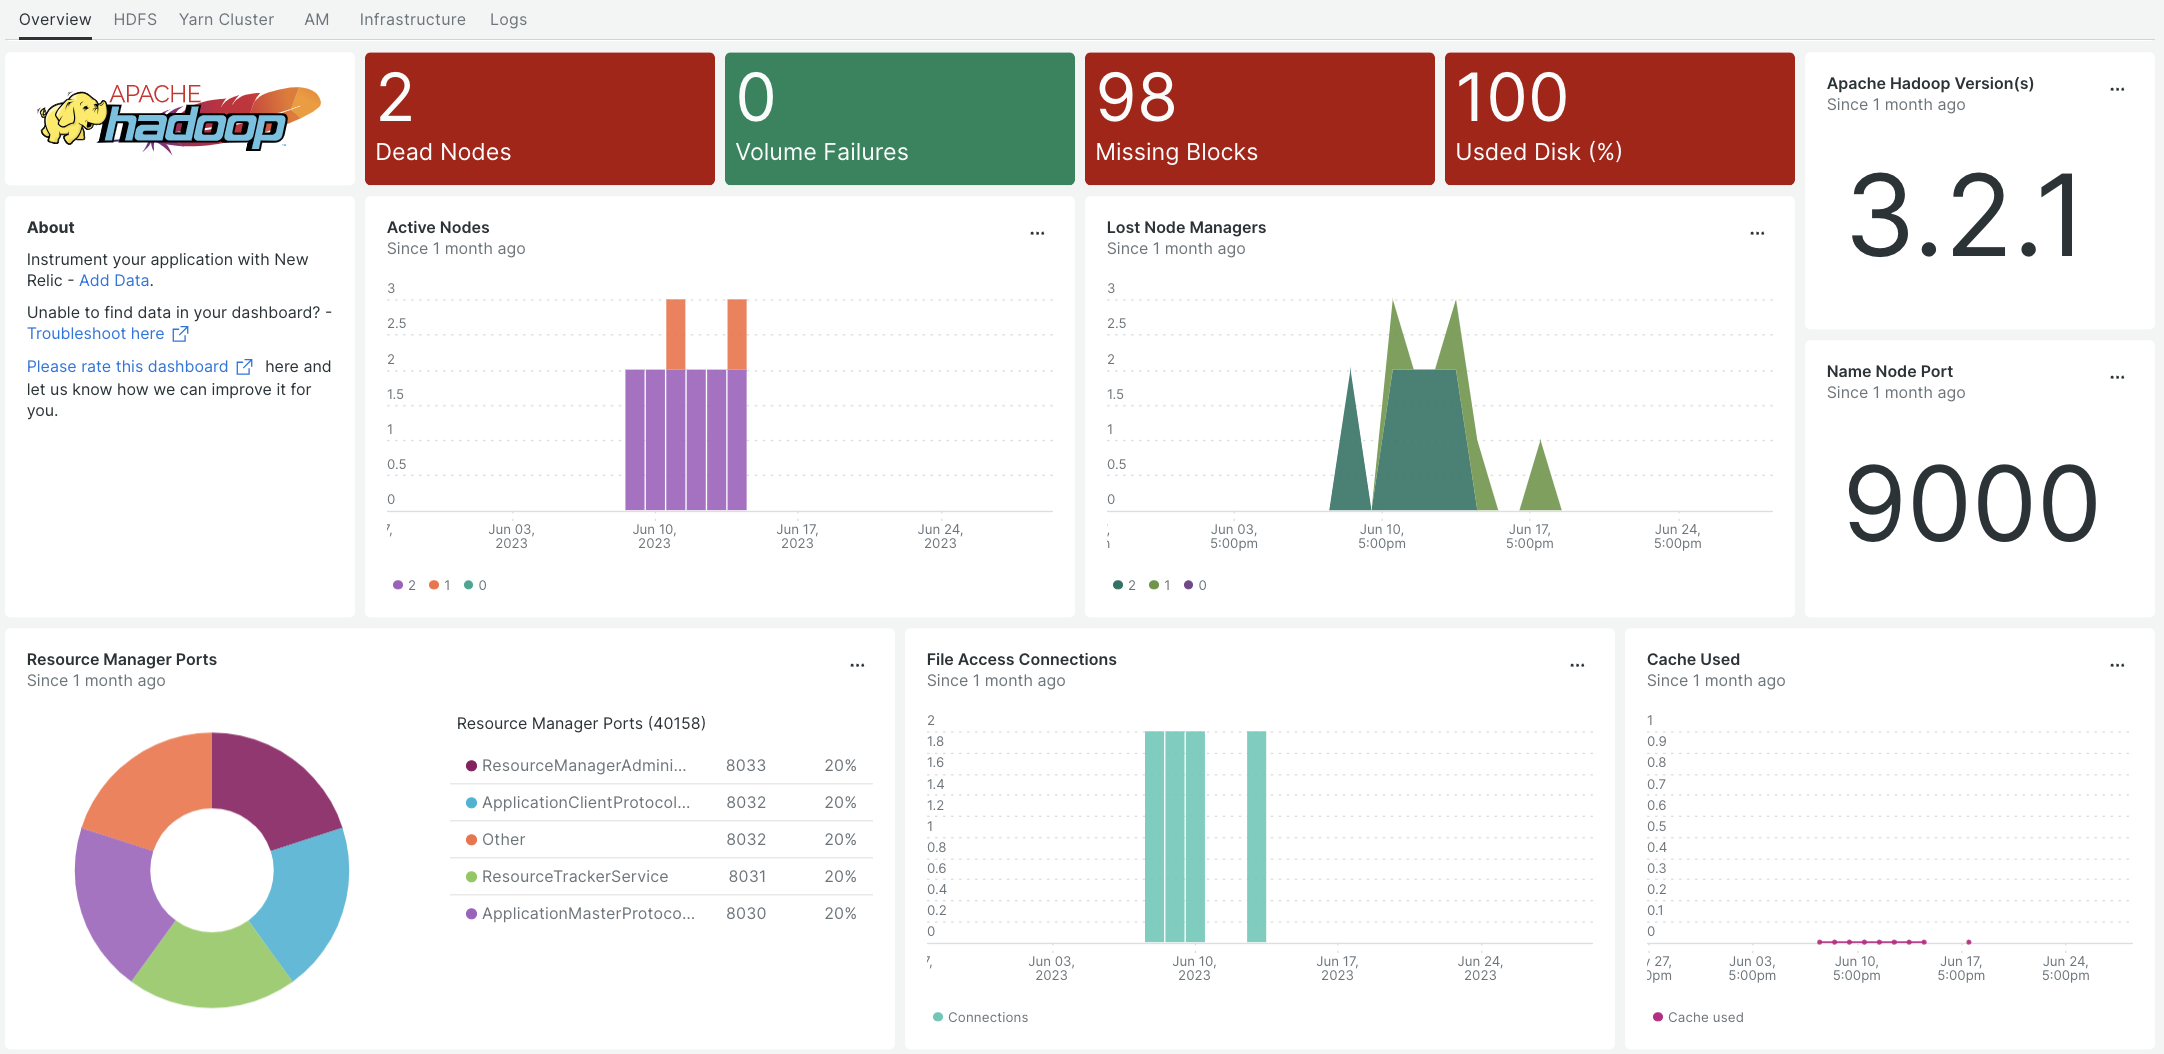 Overview HDFS Yarn Cluster AM Infrastructure Logs
APACHE
hadoop
2
Dead Nodes
0
Volume Failures
98
Missing Blocks
100
Usded Disk (%)
Apache Hadoop Version(s)
Since 1 month ago
3.2.1
About
Instrument your application with New
Relic - Add Data.
Unable to find data in your dashboard? -
Troubleshoot here
Please rate this dashboard here and
let us know how we can improve it for
you.
Active Nodes
Since 1 month ago
3
2.5
2
1.5
1
0.5
0
7, Jun 03, Jun 10, Jun 17, Jun 24,
2023 2023 2023 2023
2 1 0
Lost Node Managers
Since 1 month ago
3
2.5
2
1.5
1
0.5
0
Jun 03, Jun 10, Jun 17, Jun 24,
5:00pm 5:00pm 5:00pm 5:00pm
2 1 0
Name Node Port
Since 1 month ago
9000
Resource Manager Ports
Since 1 month ago
Resource Manager Ports (40158)
ResourceManagerAdmini... 8033 20%
ApplicationClientProtocol... 8032 20%
Other 8032 20%
ResourceTrackerService 8031 20%
ApplicationMasterProtoco... 8030 20%
File Access Connections
Since 1 month ago
2
1.8
1.6
1.4
1.2
1
0.8
0.6
0.4
0.2
0
7, Jun 03, Jun 10, Jun 17, Jun 24,
2023 2023 2023 2023
Connections
Cache Used
Since 1 month ago
1
0.9
0.8
0.7
0.6
0.5
0.4
0.3
0.2
0.1
0
27, Jun 03, Jun 10, Jun 17, Jun 24,
0pm 5:00pm 5:00pm 5:00pm 5:00pm
Cache used